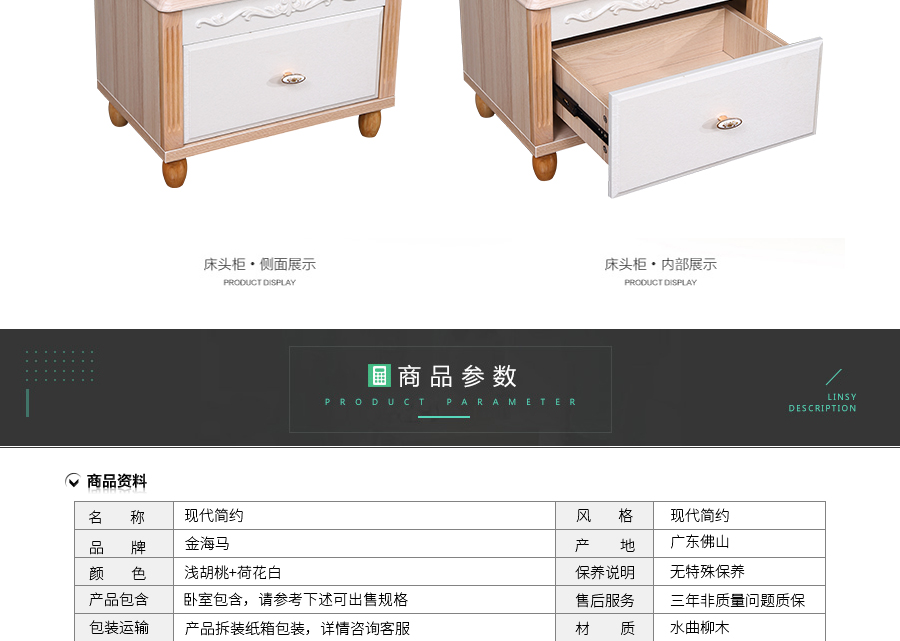 床头柜•侧面展示
PRODUCT DISPLAY
床头柜•内部展示
PRODUCT DISPLAY
商品参数
PRODUCT PARAMETER
LINSY
DESCRIPTION
商品资料
名 称 现代简约 风 格 现代简约
品 牌 金海马 产 地 广东佛山
颜 色 浅胡桃+荷花白 保养说明 无特殊保养
产品包含 卧室包含，请参考下述可出售规格 售后服务 三年非质量问题质保
包装运输 产品拆装纸箱包装，详情咨询客服 材 质 水曲柳木